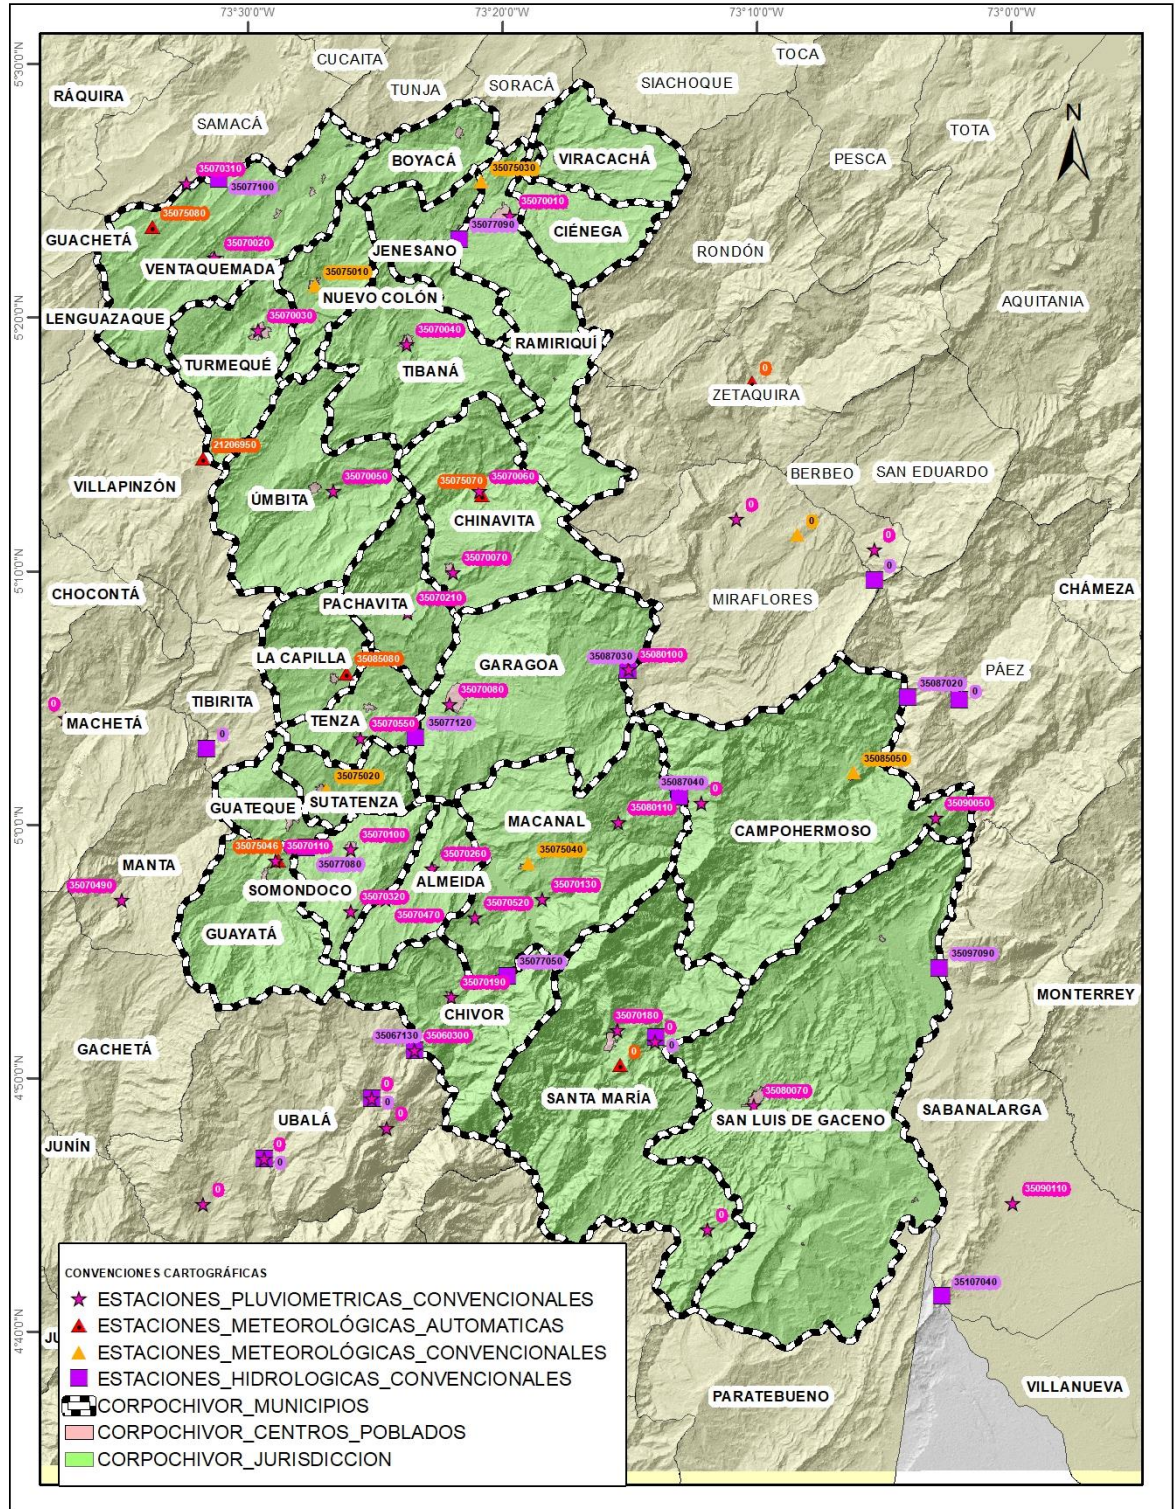 73°30'0"W
73°20'0"W
73°10'0"W
73°0'0"W
5°30'0"N
5°20'0"N
5°10'0"N
5°0'0"N
4°50'0"N
4°40'0"N
N
TOCA
CUCAITA
TUNJA
SORACÁ
SIACHOQUE
RÁQUIRA
SAMACÁ
TOTA
BOYACÁ
VIRACACHÁ
PESCA
35070310
35077100
35075030
35070010
35075080
35077090
GUACHETÁ
CIÉNEGA
35070020
JENESANO
RONDÓN
VENTAQUEMADA
35075010
NUEVO COLÓN
AQUITANIA
LENGUAZAQUE
35070030
35070040
RAMIRIQUÍ
TURMEQUÉ
TIBANÁ
0
ZETAQUIRA
21206950
35070050
35075070
35070060
BERBEO
SAN EDUARDO
VILLAPINZÓN
ÚMBITA
CHINAVITA
0
0
0
35070070
0
CHOCONTÁ
PACHAVITA
35070210
MIRAFLORES
CHÁMEZA
LA CAPILLA
35085080
GARAGOA
35087030
35080100
35087020
PÁEZ
0
35070080
TIBIRITA
0
MACHETÁ
TENZA
35070550
35077120
0
35075020
35085050
GUATEQUE
SUTATENZA
35087040
0
MACANAL
35080110
CAMPOHERMOSO
35090050
35075046
35070110
35070100
35077080
35070260
35075040
MANTA
35070490
SOMONDOCO
ALMEIDA
35070130
35070320
35070470
35070520
GUAYATÁ
35077050
35097090
35070190
MONTERREY
CHIVOR
35070180
0
0
35067130
35060300
GACHETÁ
0
SANTA MARÍA
0
0
35080070
UBALÁ
0
SAN LUIS DE GACENO
SABANALARGA
JUNÍN
0
0
0
35090110
0
35107040
CONVENCIONES CARTOGRÁFICAS
ESTACIONES_PLUVIOMETRICAS_CONVENCIONALES
ESTACIONES_METEOROLÓGICAS_AUTOMATICAS
ESTACIONES_METEOROLÓGICAS_CONVENCIONALES
ESTACIONES_HIDROLOGICAS_CONVENCIONALES
CORPOCHIVOR_MUNICIPIOS
CORPOCHIVOR_CENTROS_POBLADOS
CORPOCHIVOR_JURISDICCION
PARATEBUENO
VILLANUEVA